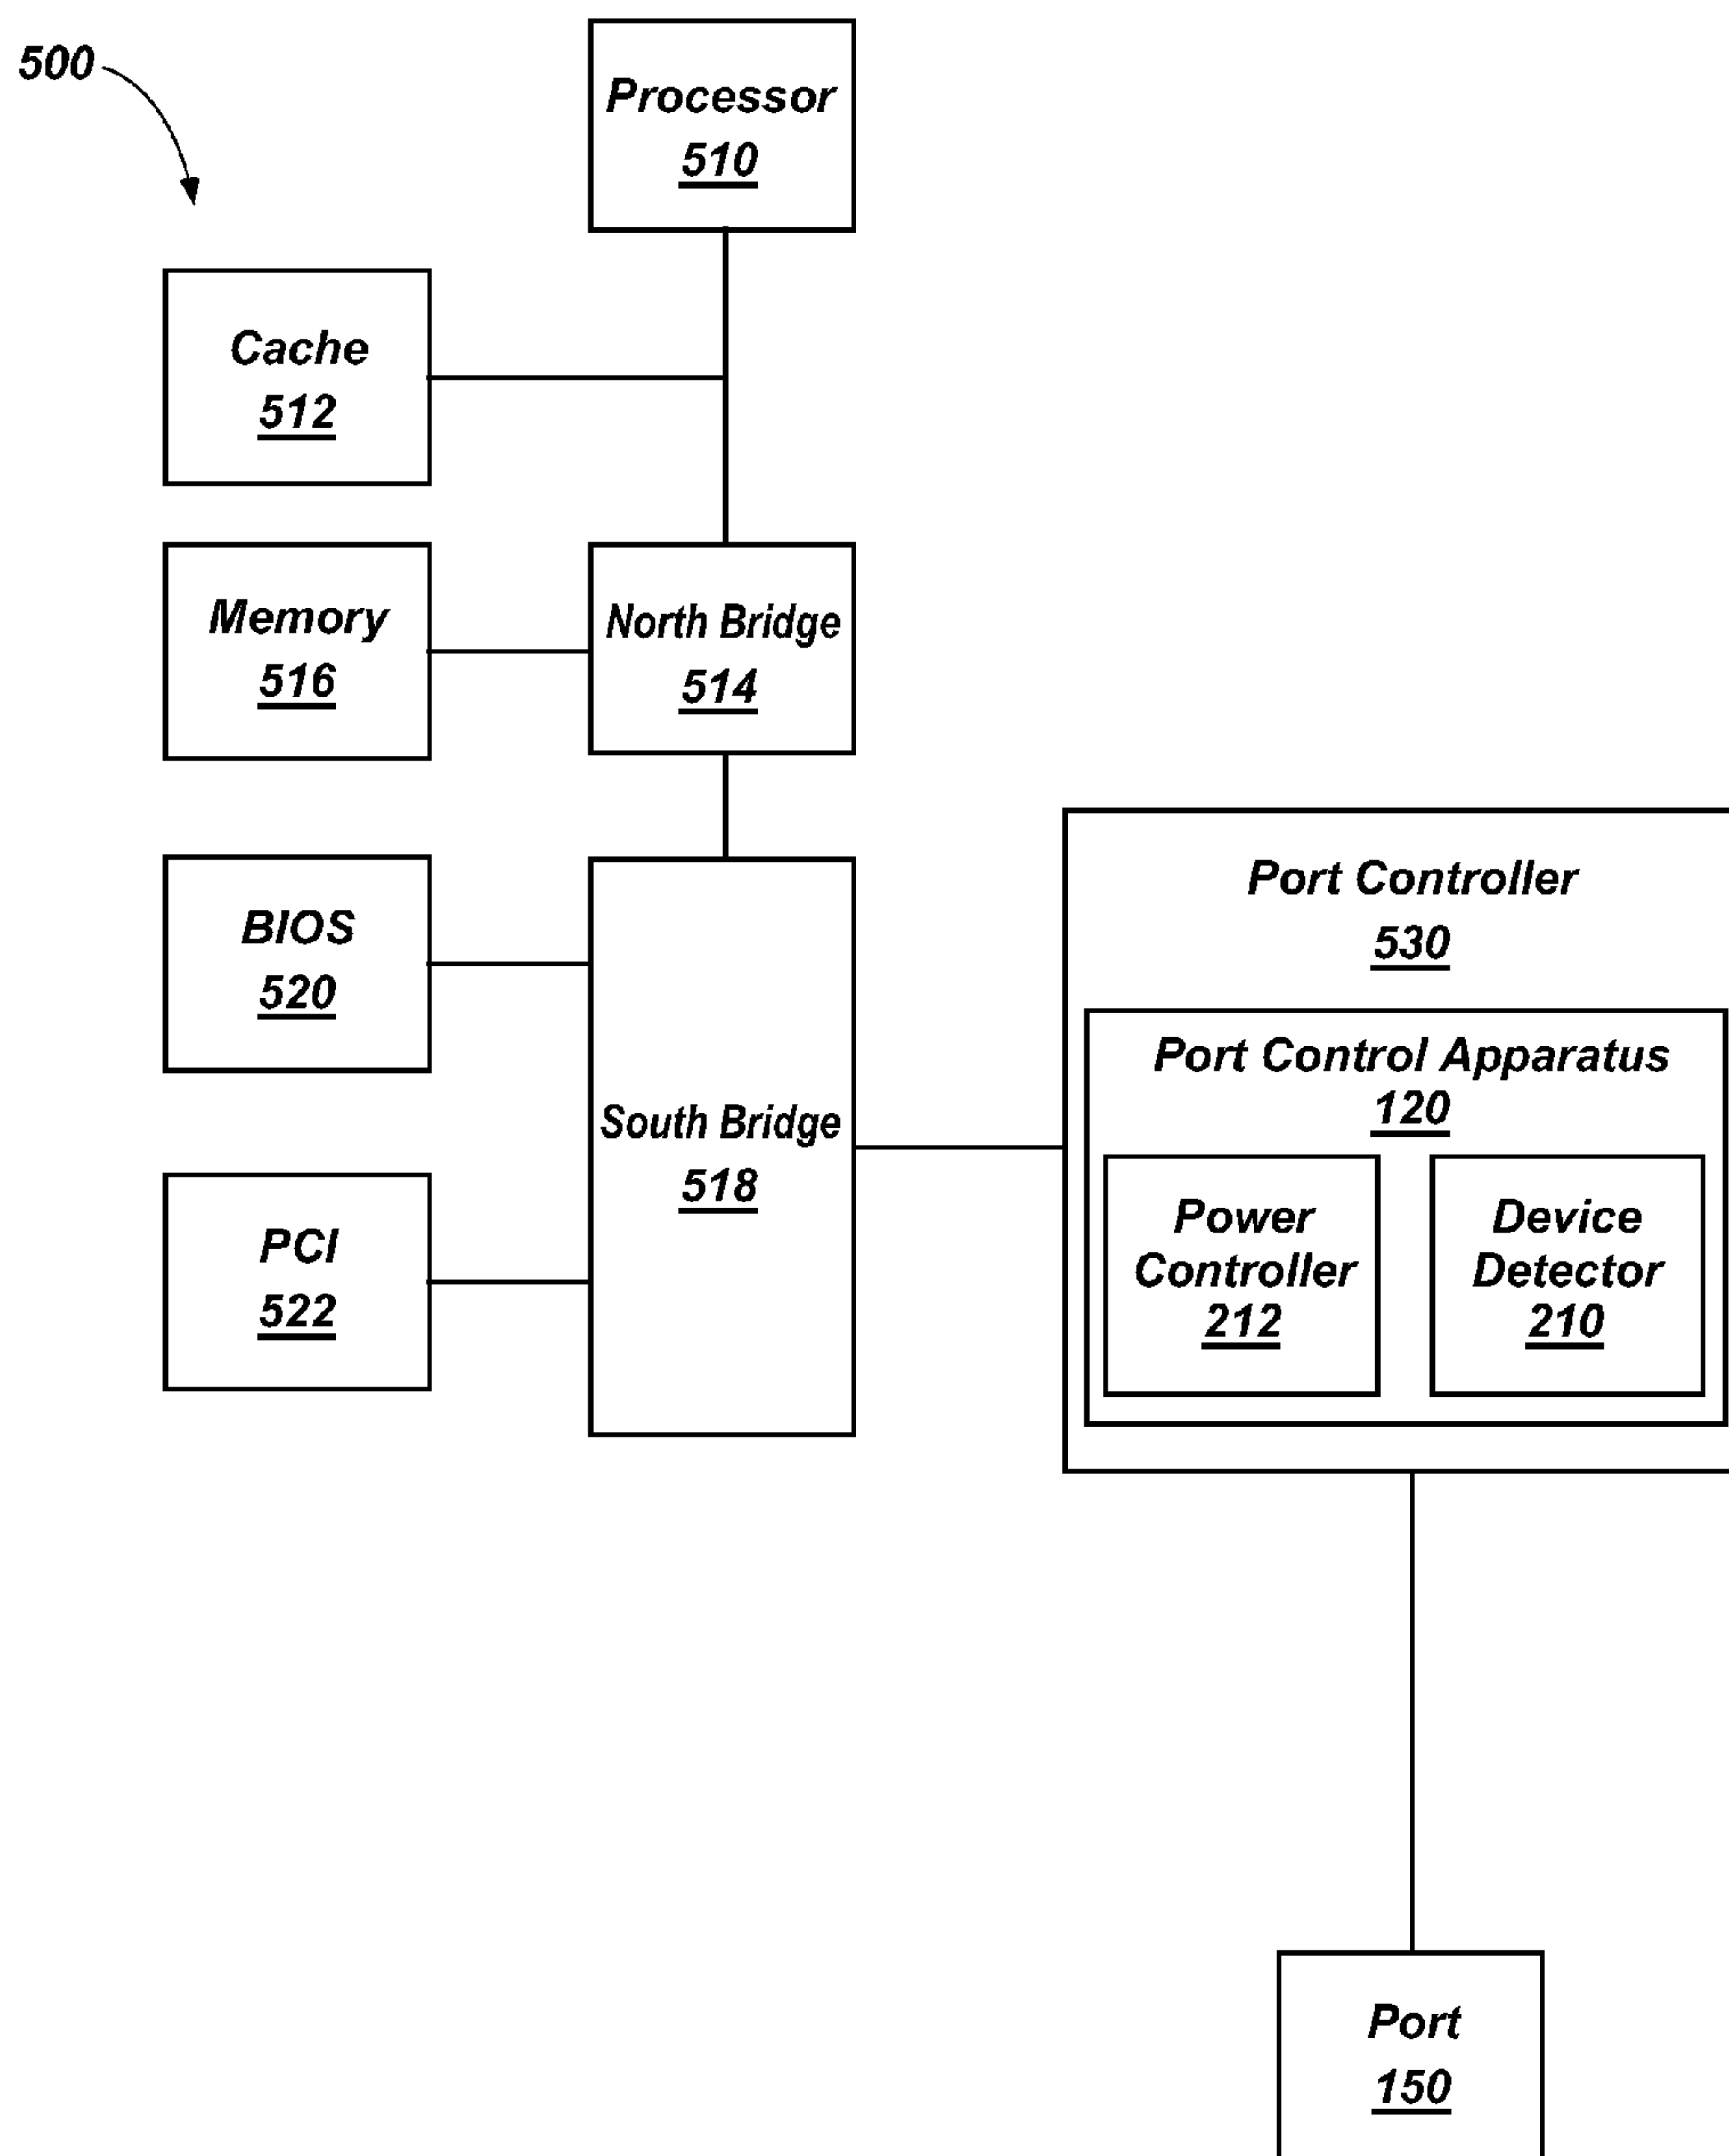 500
Processor
510
Cache
512
Memory
516
North Bridge
514
BIOS
520
PCI
522
South Bridge
518
Port Controller
530
Port Control Apparatus
120
Power
Controller
212
Device
Detector
210
Port
150